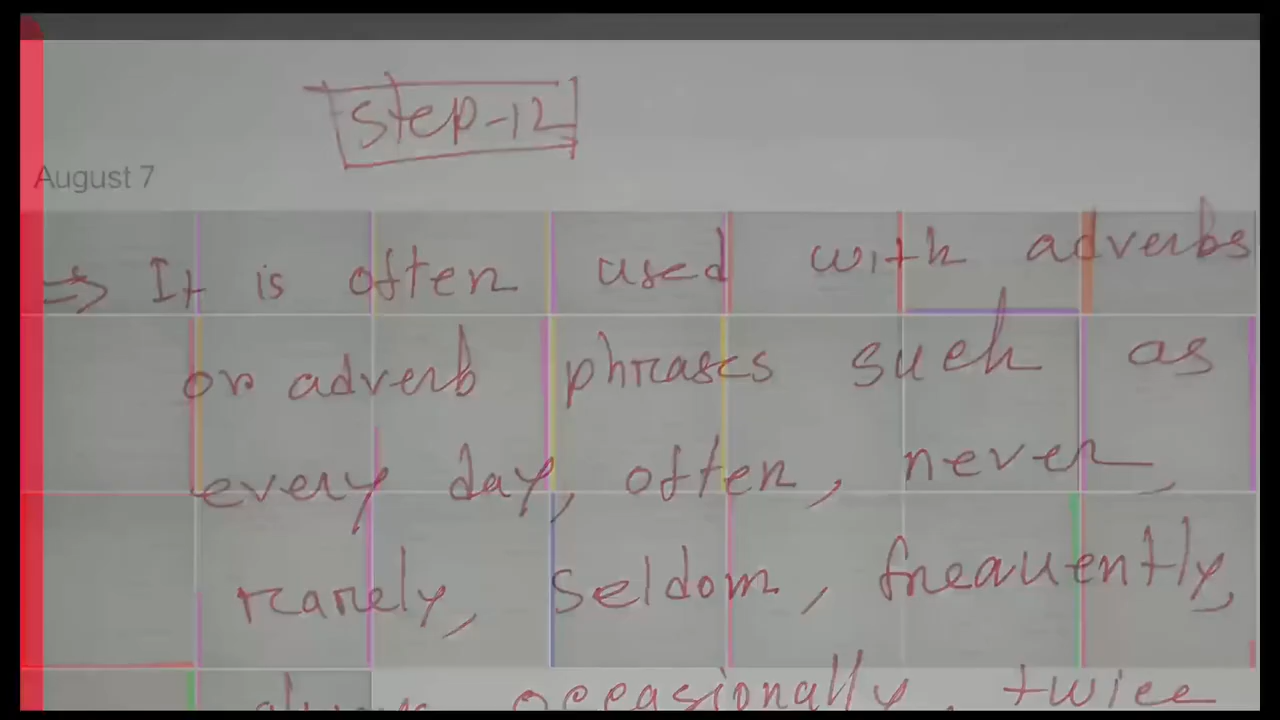 Step-12
August 7
⇒ It is often used with adverbs
or adverb phrases such as
every day, often, never,
rarely, seldom, frequently,
occasionally, twice